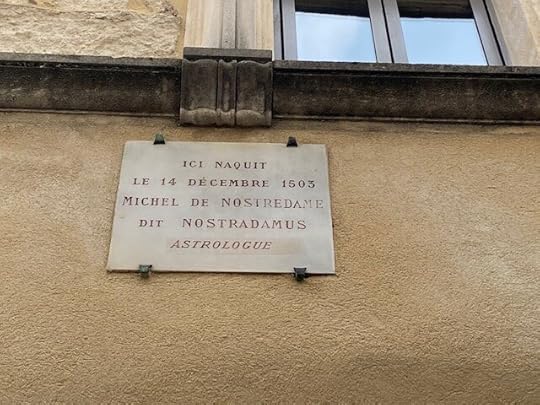 ICI NAQUIT
LE 14 DÉCEMBRE 1503
MICHEL DE NOSTREDAME
DIT NOSTRADAMUS
ASTROLOGUE